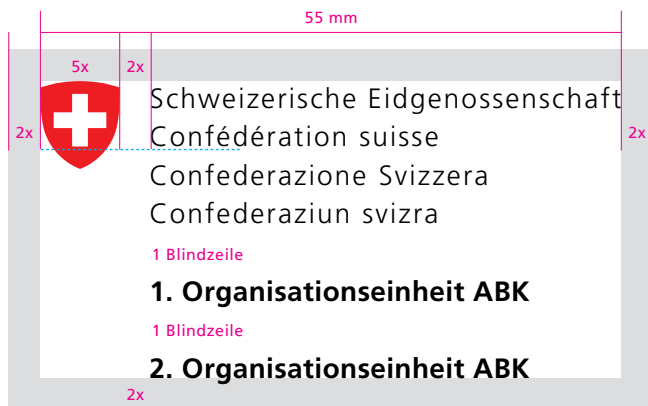 55 mm
5x 2x
Schweizerische Eidgenossenschaft
2x Confédération suisse 2x
Confederazione Svizzera
Confederaziun svizra
1 Blindzeile
1. Organisationseinheit ABK
1 Blindzeile
2. Organisationseinheit ABK
2x